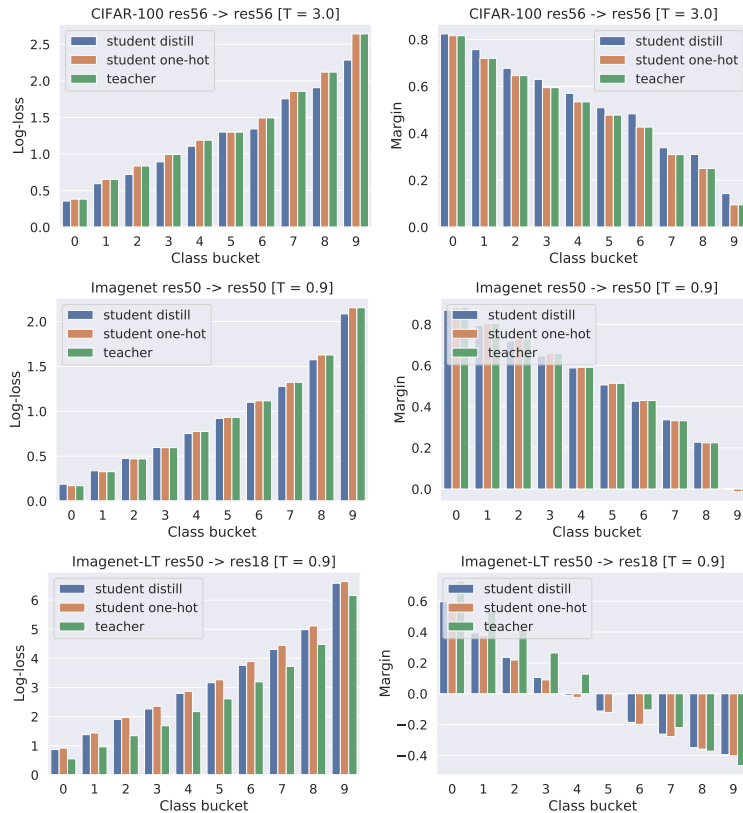 CIFAR-100 res56 -> res56 [T = 3.0]
Log-loss
2.5
2.0
1.5
1.0
0.5
0.0
student distill
student one-hot
teacher
0 1 2 3 4 5 6 7 8 9
Class bucket
CIFAR-100 res56 -> res56 [T = 3.0]
Margin
0.8
0.6
0.4
0.2
0.0
student distill
student one-hot
teacher
0 1 2 3 4 5 6 7 8 9
Class bucket
Imagenet res50 -> res50 [T = 0.9]
Log-loss
2.0
1.5
1.0
0.5
0.0
student distill
student one-hot
teacher
0 1 2 3 4 5 6 7 8 9
Class bucket
Imagenet res50 -> res50 [T = 0.9]
Margin
0.8
0.6
0.4
0.2
0.0
student distill
student one-hot
teacher
0 1 2 3 4 5 6 7 8 9
Class bucket
Imagenet-LT res50 -> res18 [T = 0.9]
Log-loss
6
5
4
3
2
1
0
student distill
student one-hot
teacher
0 1 2 3 4 5 6 7 8 9
Class bucket
Imagenet-LT res50 -> res18 [T = 0.9]
Margin
0.6
0.4
0.2
0.0
−0.2
−0.4
student distill
student one-hot
teacher
0 1 2 3 4 5 6 7 8 9
Class bucket